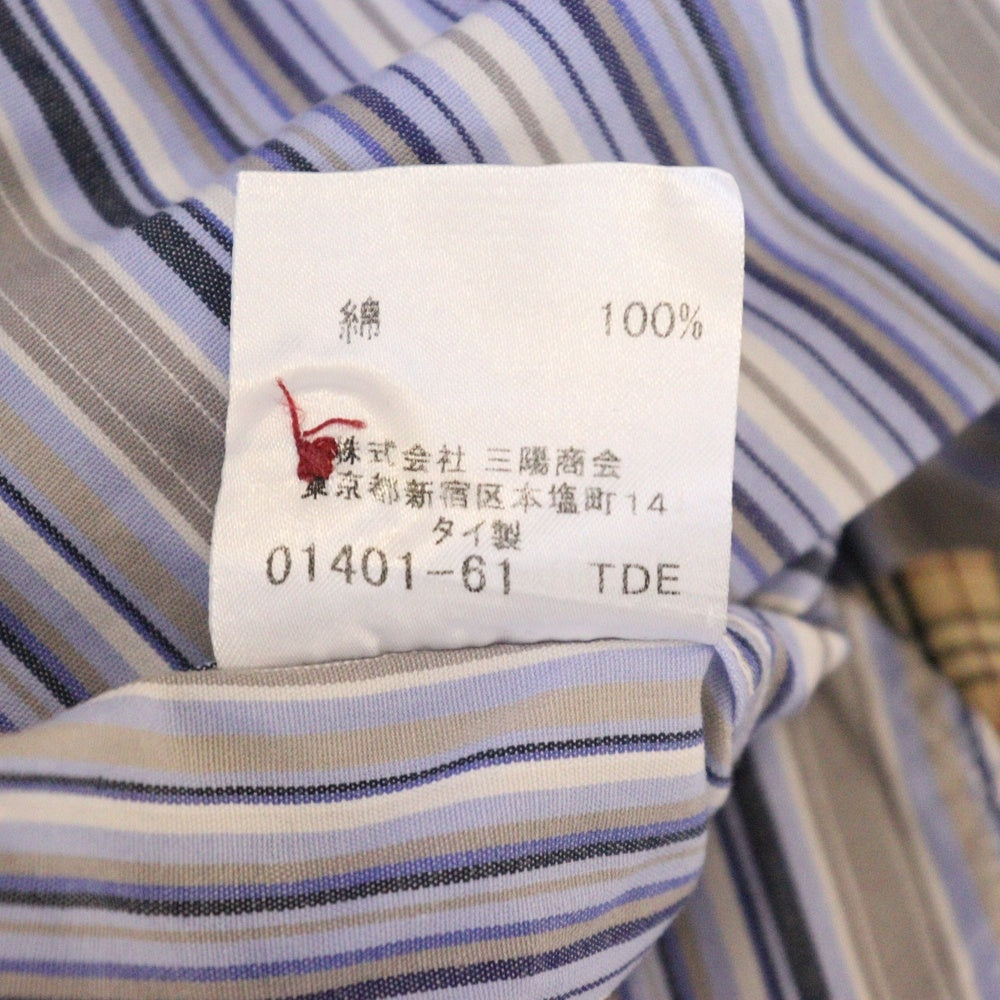 綿 100%
株式会社 三陽商会
東京都新宿区本塩町14
タイ製
01401-61 TDE